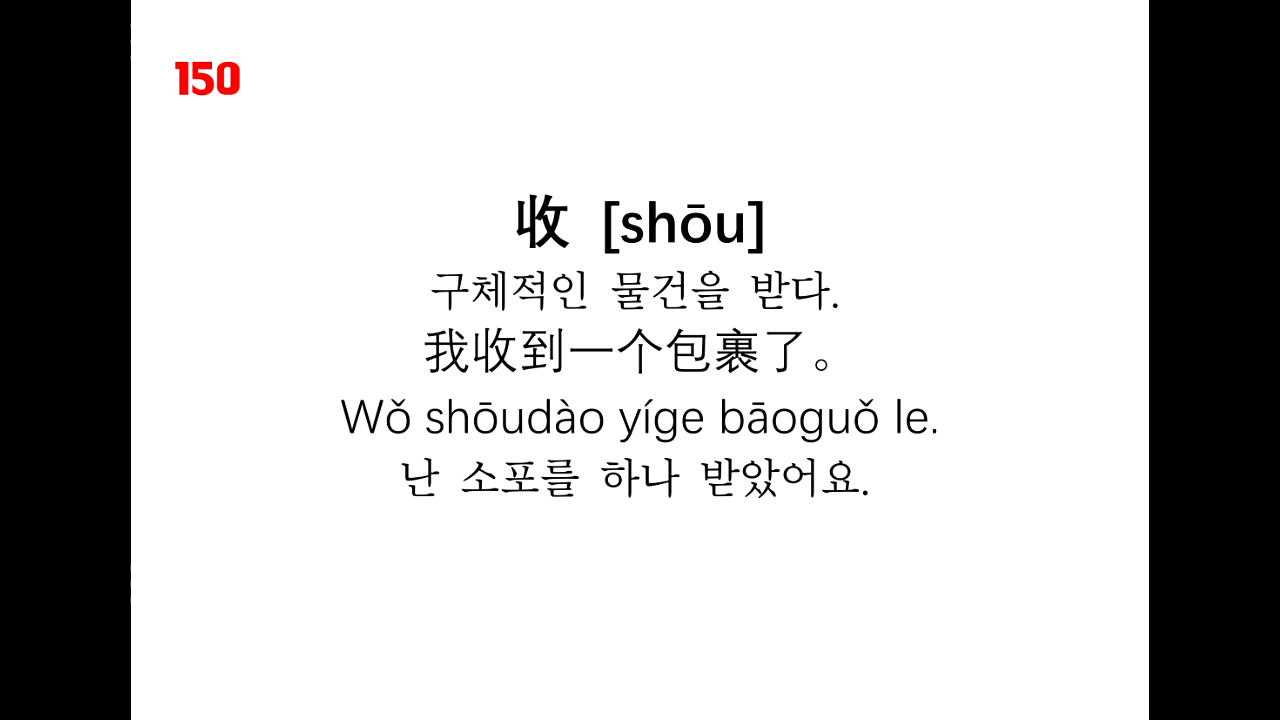 150
收 [shōu]
구체적인 물건을 받다.
我收到一个包裹了。
Wǒ shōudào yíge bāoguǒ le.
난 소포를 하나 받았어요.